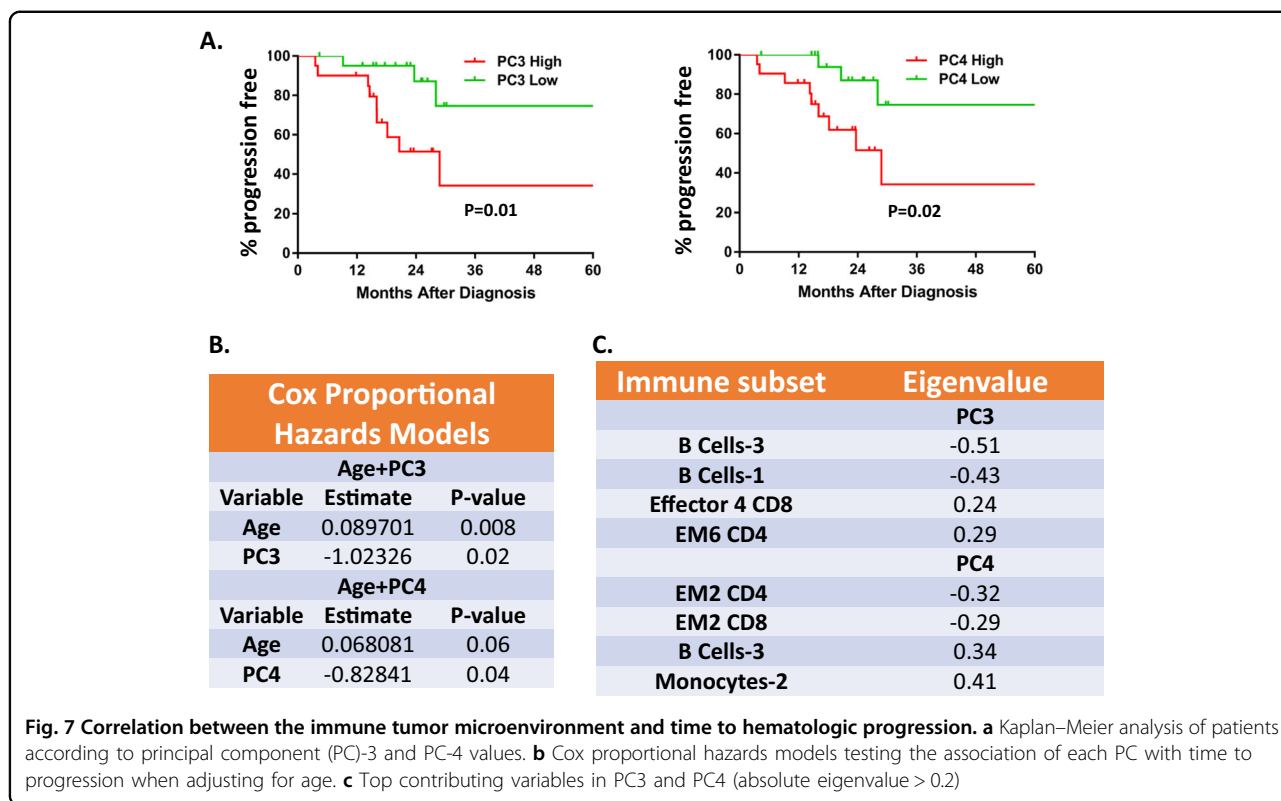 A.
% progression free
100
80
60
40
20
0
PC3 High
PC3 Low
P=0.01
0 12 24 36 48 60
Months After Diagnosis
% progression free
100
80
60
40
20
0
PC4 High
PC4 Low
P=0.02
0 12 24 36 48 60
Months After Diagnosis
B.
Cox Proportional
Hazards Models
Age+PC3
Variable Estimate P-value
Age 0.089701 0.008
PC3 -1.02326 0.02
Age+PC4
Variable Estimate P-value
Age 0.068081 0.06
PC4 -0.82841 0.04
C.
Immune subset Eigenvalue
PC3
B Cells-3 -0.51
B Cells-1 -0.43
Effector 4 CD8 0.24
EM6 CD4 0.29
PC4
EM2 CD4 -0.32
EM2 CD8 -0.29
B Cells-3 0.34
Monocytes-2 0.41
Fig. 7 Correlation between the immune tumor microenvironment and time to hematologic progression. a Kaplan–Meier analysis of patients
according to principal component (PC)-3 and PC-4 values. b Cox proportional hazards models testing the association of each PC with time to
progression when adjusting for age. c Top contributing variables in PC3 and PC4 (absolute eigenvalue > 0.2)